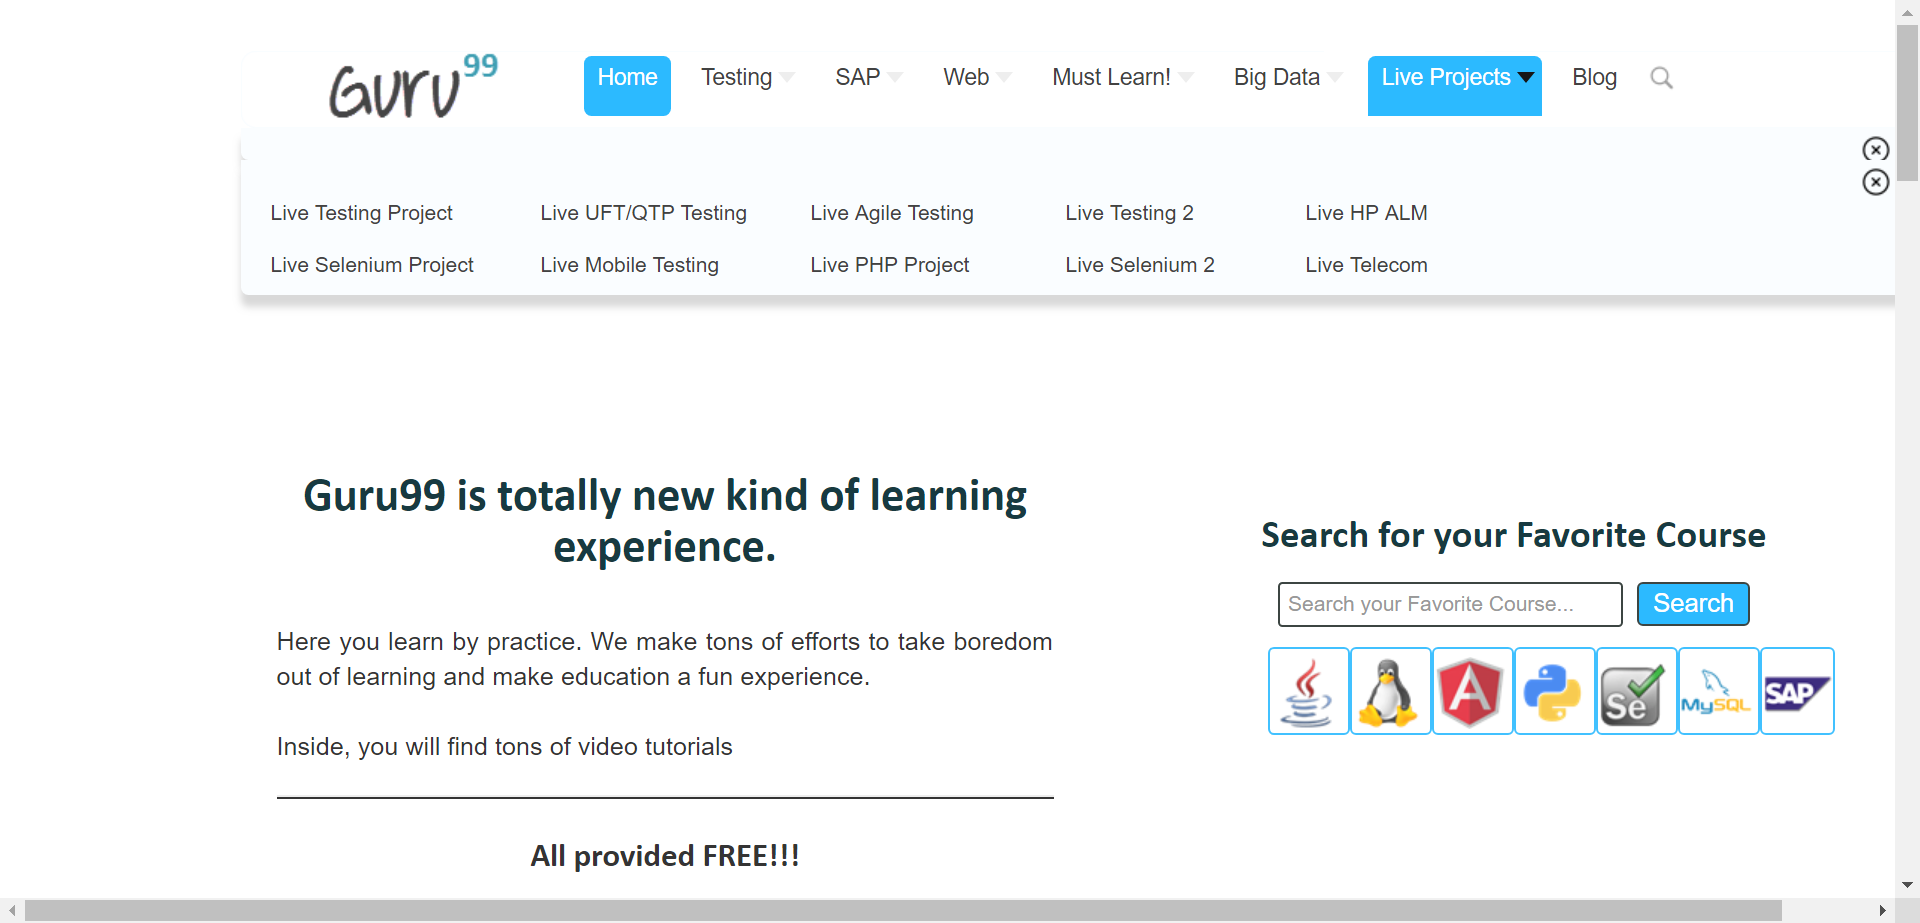 Guru99
Home Testing SAP Web Must Learn! Big Data Live Projects Blog
Live Testing Project Live UFT/QTP Testing Live Agile Testing Live Testing 2 Live HP ALM
Live Selenium Project Live Mobile Testing Live PHP Project Live Selenium 2 Live Telecom
Guru99 is totally new kind of learning
experience.
Here you learn by practice. We make tons of efforts to take boredom
out of learning and make education a fun experience.
Inside, you will find tons of video tutorials
All provided FREE!!!
Search for your Favorite Course
Search your Favorite Course... Search
A Se MySQL SAP